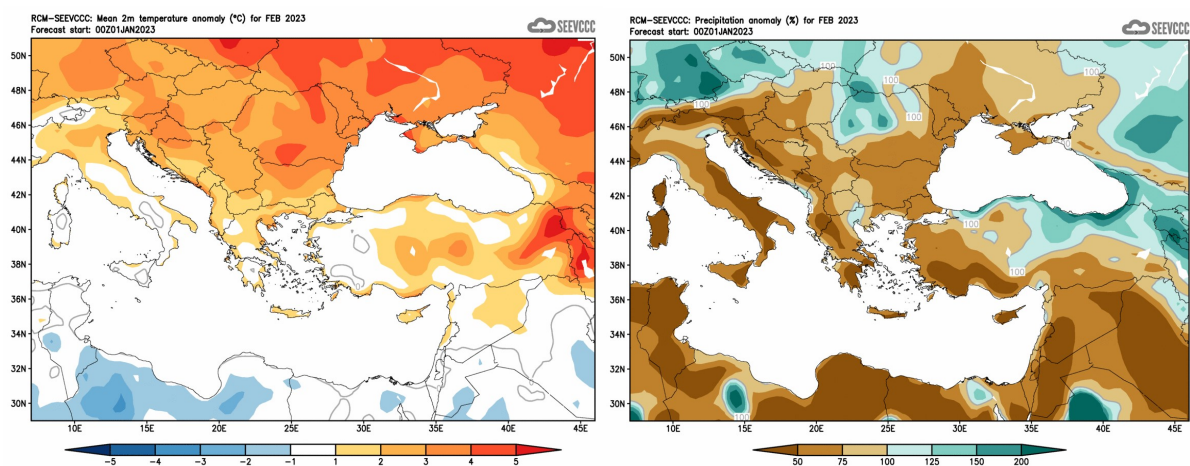 RCM-SEEVCCC: Mean 2m temperature anomaly (°C) for FEB 2023
Forecast start: 00Z01JAN2023
SEEVCCC
50N
48N
46N
44N
42N
40N
38N
36N
34N
32N
30N
10E 15E 20E 25E 30E 35E 40E 45E
-5 -4 -3 -2 -1 1 2 3 4 5
RCM-SEEVCCC: Precipitation anomaly (%) for FEB 2023
Forecast start: 00Z01JAN2023
SEEVCCC
100
100
100
100
100
100
100
100
100
50N
48N
46N
44N
42N
40N
38N
36N
34N
32N
30N
10E 15E 20E 25E 30E 35E 40E 45E
50 75 100 125 150 200